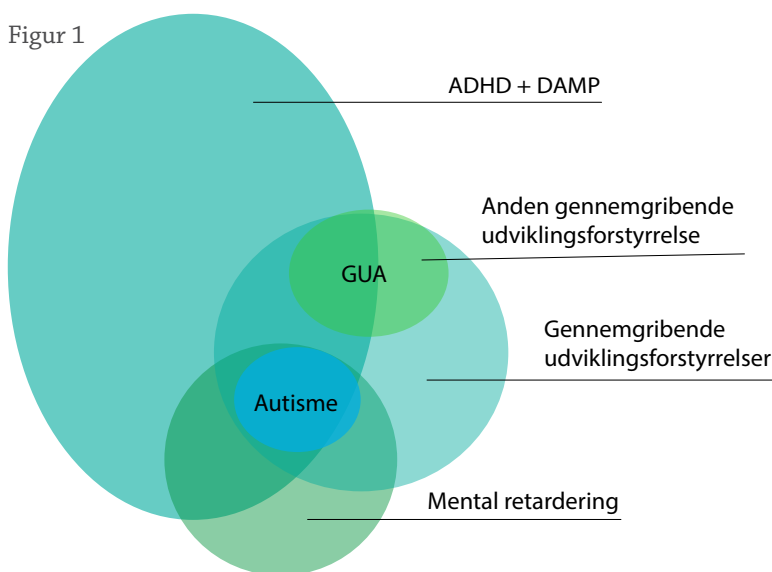 Figur 1
ADHD + DAMP
Anden gennemgribende
udviklingsforstyrrelse
GUA
Gennemgribende
udviklingsforstyrrelser
Autisme
Mental retardering